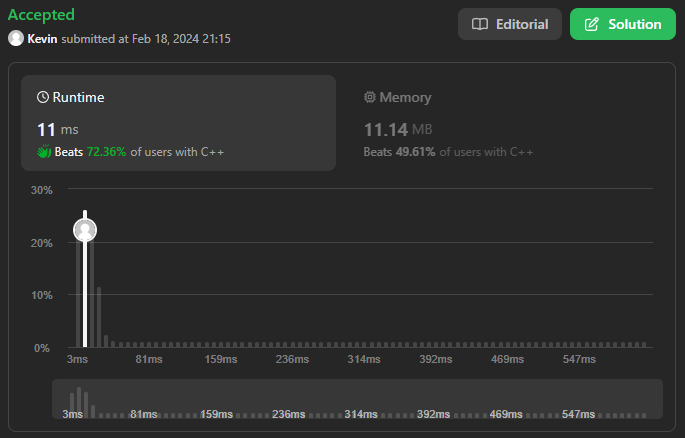 Accepted
Editorial
Solution
Kevin submitted at Feb 18, 2024 21:15
Runtime
Memory
11 ms
11.14 MB
Beats 72.36% of users with C++
Beats 49.61% of users with C++
30%
20%
10%
0%
3ms 81ms 159ms 236ms 314ms 392ms 469ms 547ms
3ms 81ms 159ms 236ms 314ms 392ms 469ms 547ms